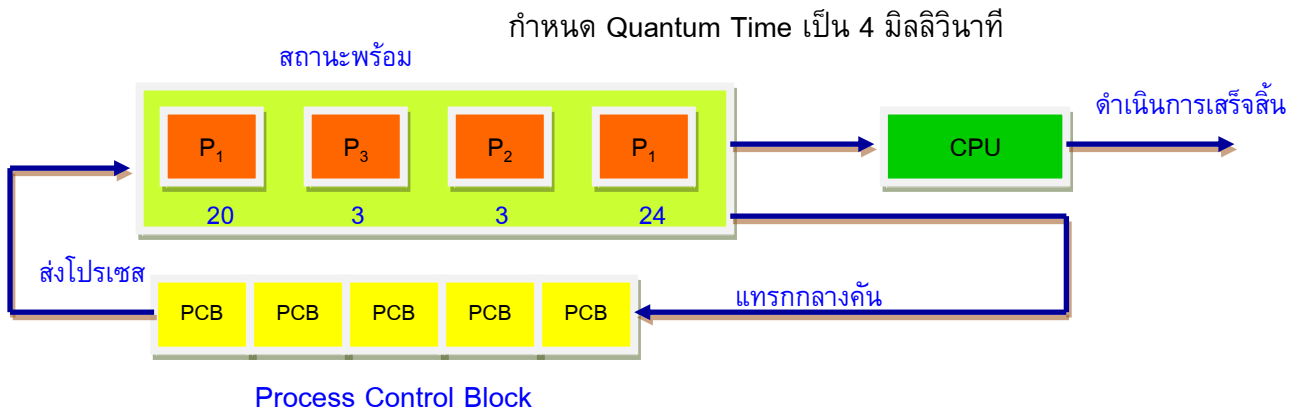 กำหนด Quantum Time เป็น 4 มิลลิวินาที
สถานะพร้อม
ดำเนินการเสร็จสิ้น
P₁ P₃ P₂ P₁ CPU
20 3 3 24
ส่งโปรเซส
แทรกกลางคัน
PCB PCB PCB PCB PCB
Process Control Block